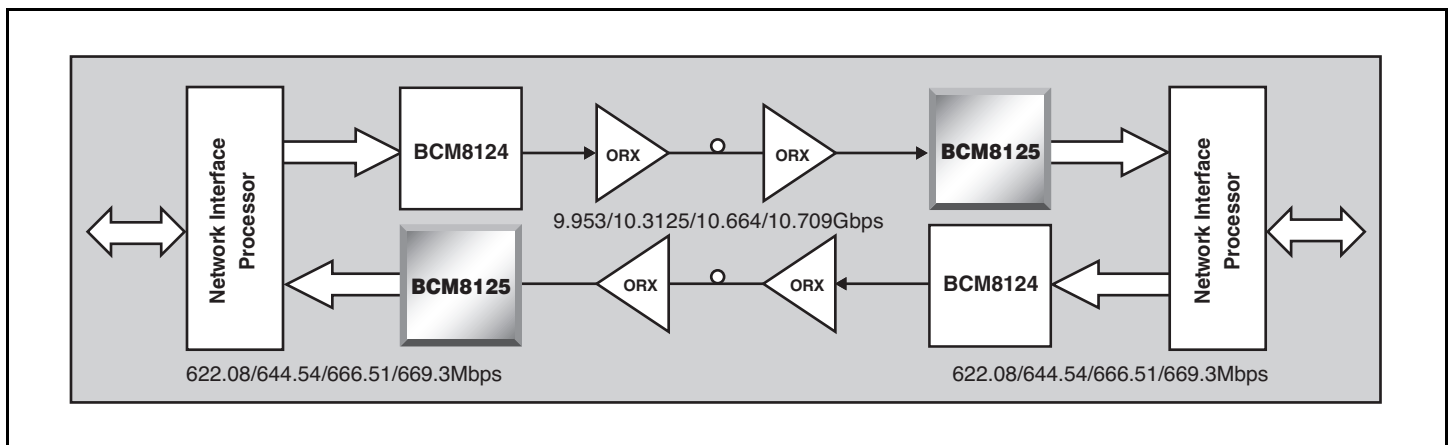 Network Interface
Processor
BCM8124
ORX
ORX
BCM8125
Network Interface
Processor
9.953/10.3125/10.664/10.709Gbps
BCM8125
ORX
ORX
BCM8124
622.08/644.54/666.51/669.3Mbps
622.08/644.54/666.51/669.3Mbps